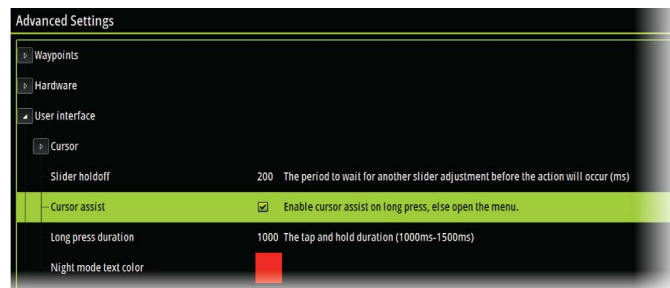 Advanced Settings
Waypoints
Hardware
User interface
Cursor
Slider holdoff 200 The period to wait for another slider adjustment before the action will occur (ms)
Cursor assist Enable cursor assist on long press, else open the menu.
Long press duration 1000 The tap and hold duration (1000ms-1500ms)
Night mode text color